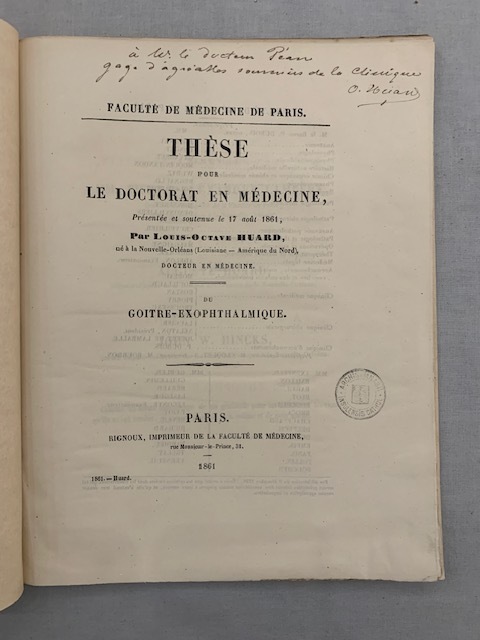 à Mr. le docteur Péan
gage d'agréables souvenirs de la Clinique
O. Huard
FACULTÉ DE MÉDECINE DE PARIS.
THÈSE
POUR
LE DOCTORAT EN MÉDECINE,
Présentée et soutenue le 17 août 1861,
Par Louis-Octave HUARD,
né à la Nouvelle-Orléans (Louisiane — Amérique du Nord),
DOCTEUR EN MÉDECINE.
DU
GOITRE-EXOPHTHALMIQUE.
PARIS.
RIGNOUX, IMPRIMEUR DE LA FACULTÉ DE MÉDECINE,
rue Monsieur-le-Prince, 31.
1861
1861. — Huard.